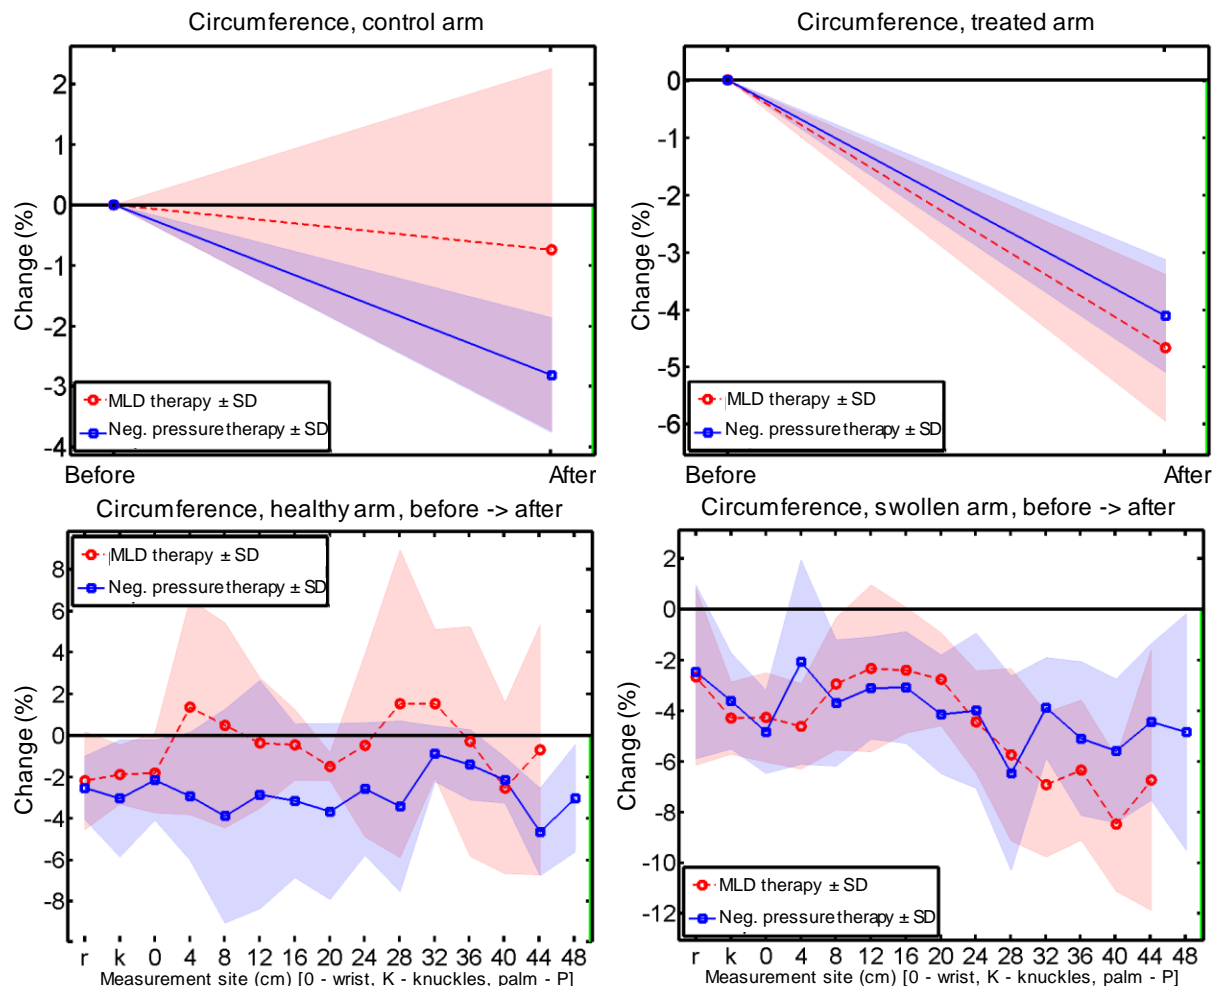 Circumference, control arm
2
1
0
-1
-2
-3
-4
Change (%)
MLD therapy ± SD
Neg. pressure therapy ± SD
Before After
Circumference, treated arm
0
-1
-2
-3
-4
-5
-6
Change (%)
MLD therapy ± SD
Neg. pressure therapy ± SD
Before After
Circumference, healthy arm, before -> after
MLD therapy ± SD
Neg. pressure therapy ± SD
8
6
4
2
0
-2
-4
-6
-8
Change (%)
r k 0 4 8 12 16 20 24 28 32 36 40 44 48
Measurement site (cm) [0 - wrist, K - knuckles, palm - P]
Circumference, swollen arm, before -> after
2
0
-2
-4
-6
-8
-10
-12
Change (%)
MLD therapy ± SD
Neg. pressure therapy ± SD
r k 0 4 8 12 16 20 24 28 32 36 40 44 48
Measurement site (cm) [0 - wrist, K - knuckles, palm - P]